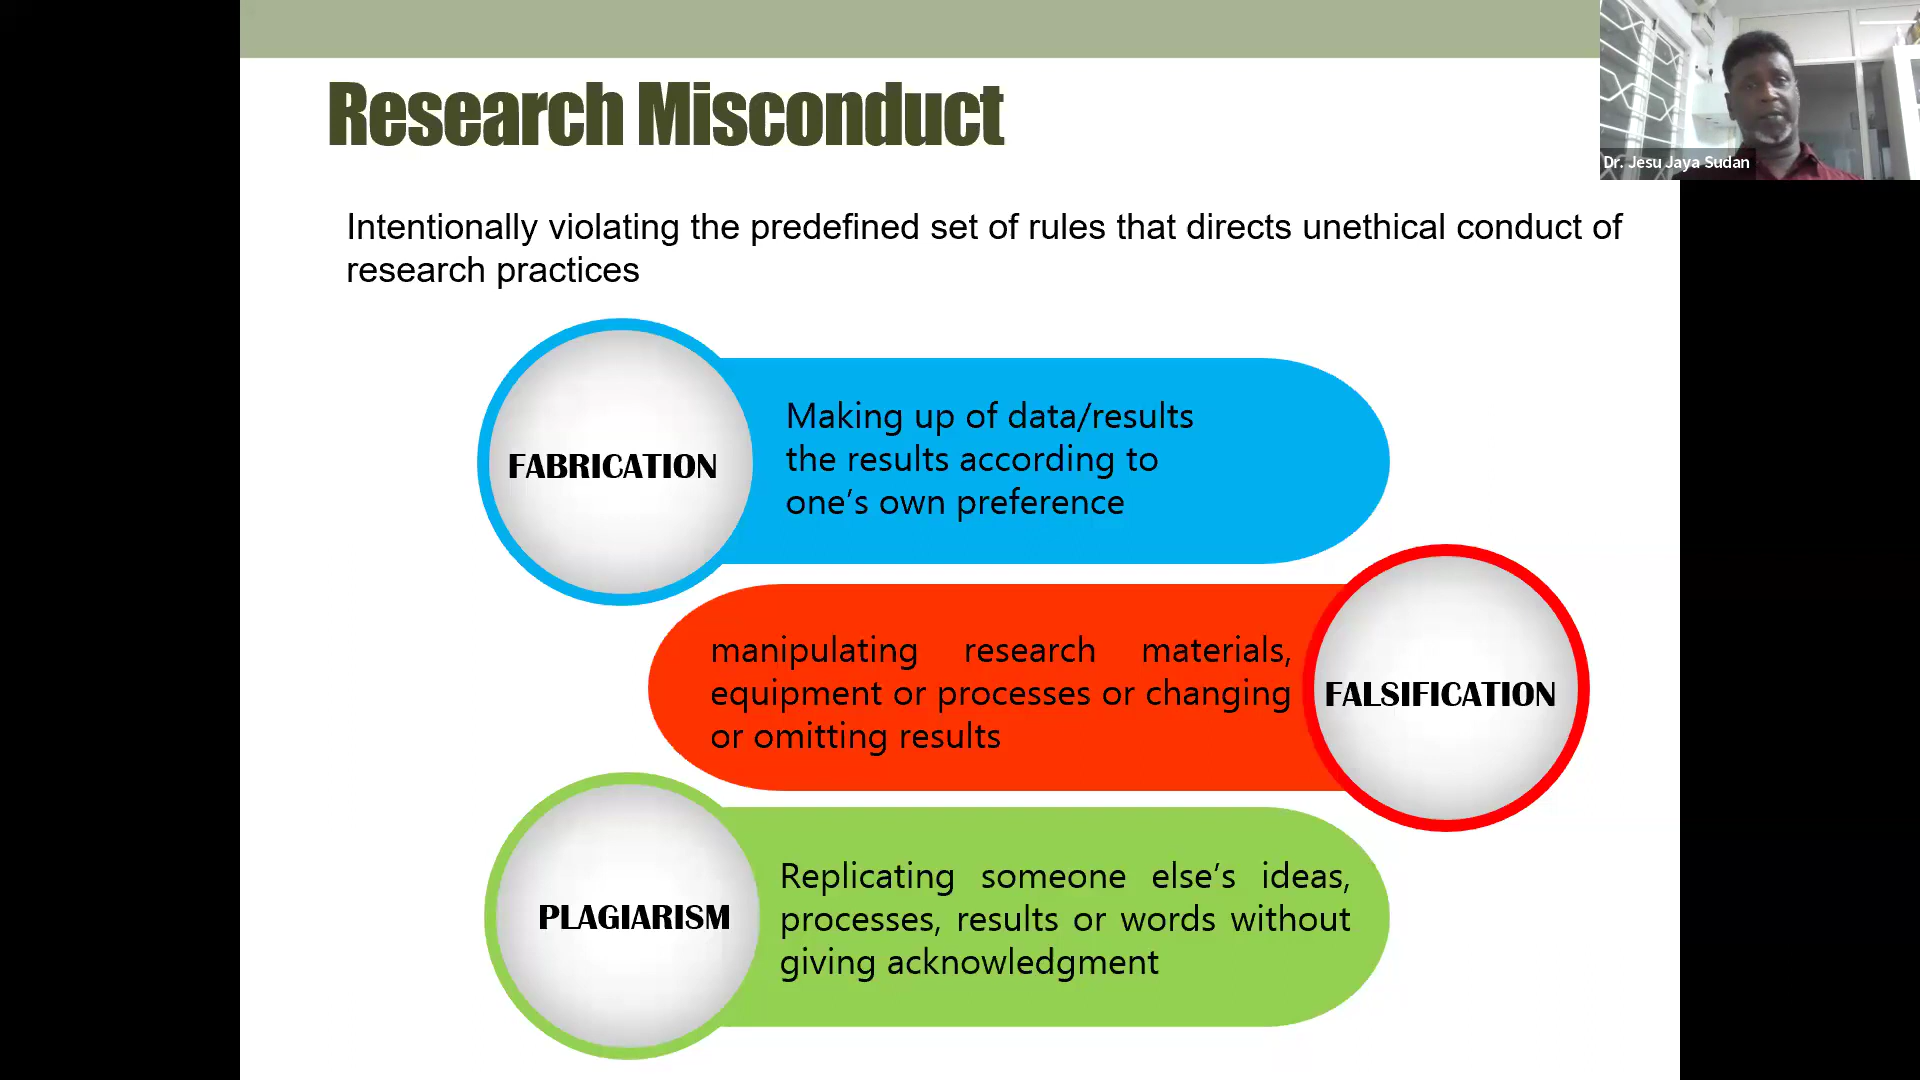 Research Misconduct
Dr. Jesu Jaya Sudan
Intentionally violating the predefined set of rules that directs unethical conduct of
research practices
FABRICATION
Making up of data/results
the results according to
one’s own preference
manipulating research materials,
equipment or processes or changing
or omitting results
FALSIFICATION
PLAGIARISM
Replicating someone else’s ideas,
processes, results or words without
giving acknowledgment